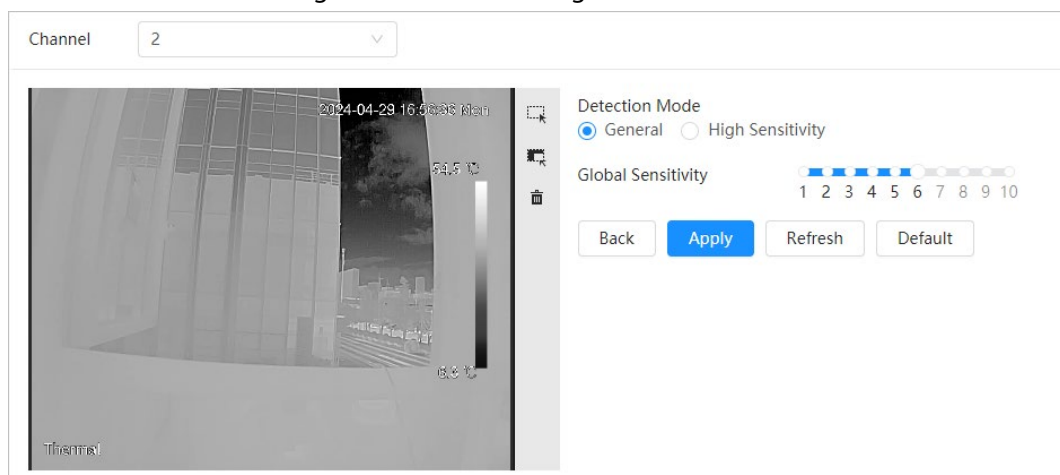 Channel 2
2024-04-29 16:56:36 Mon
54.5 ℃
6.3 ℃
Thermal
Detection Mode
General High Sensitivity
Global Sensitivity
1 2 3 4 5 6 7 8 9 10
Back Apply Refresh Default